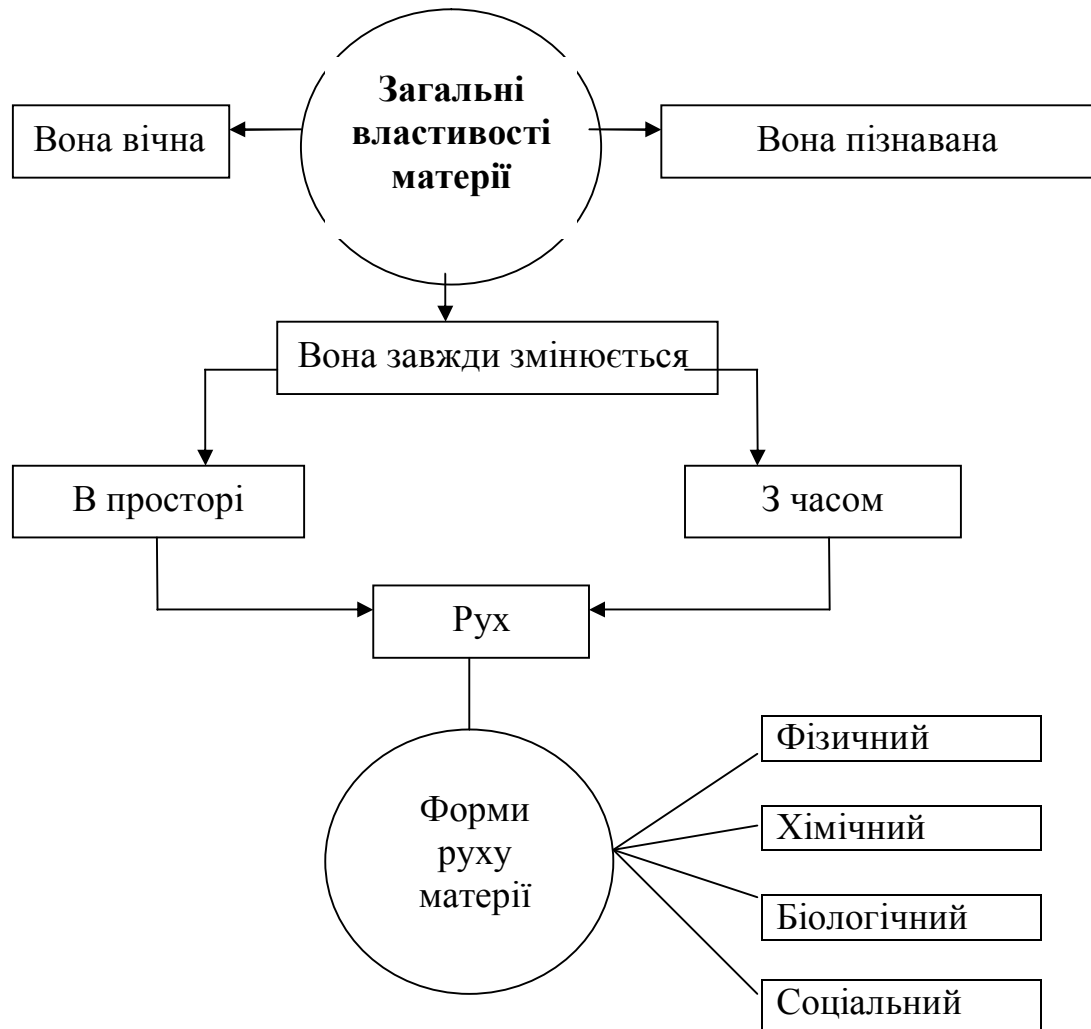 Загальні
властивості
матерії
Вона вічна
Вона пізнавана
Вона завжди змінюється
В просторі
З часом
Рух
Форми
руху
матерії
Фізичний
Хімічний
Біологічний
Соціальний